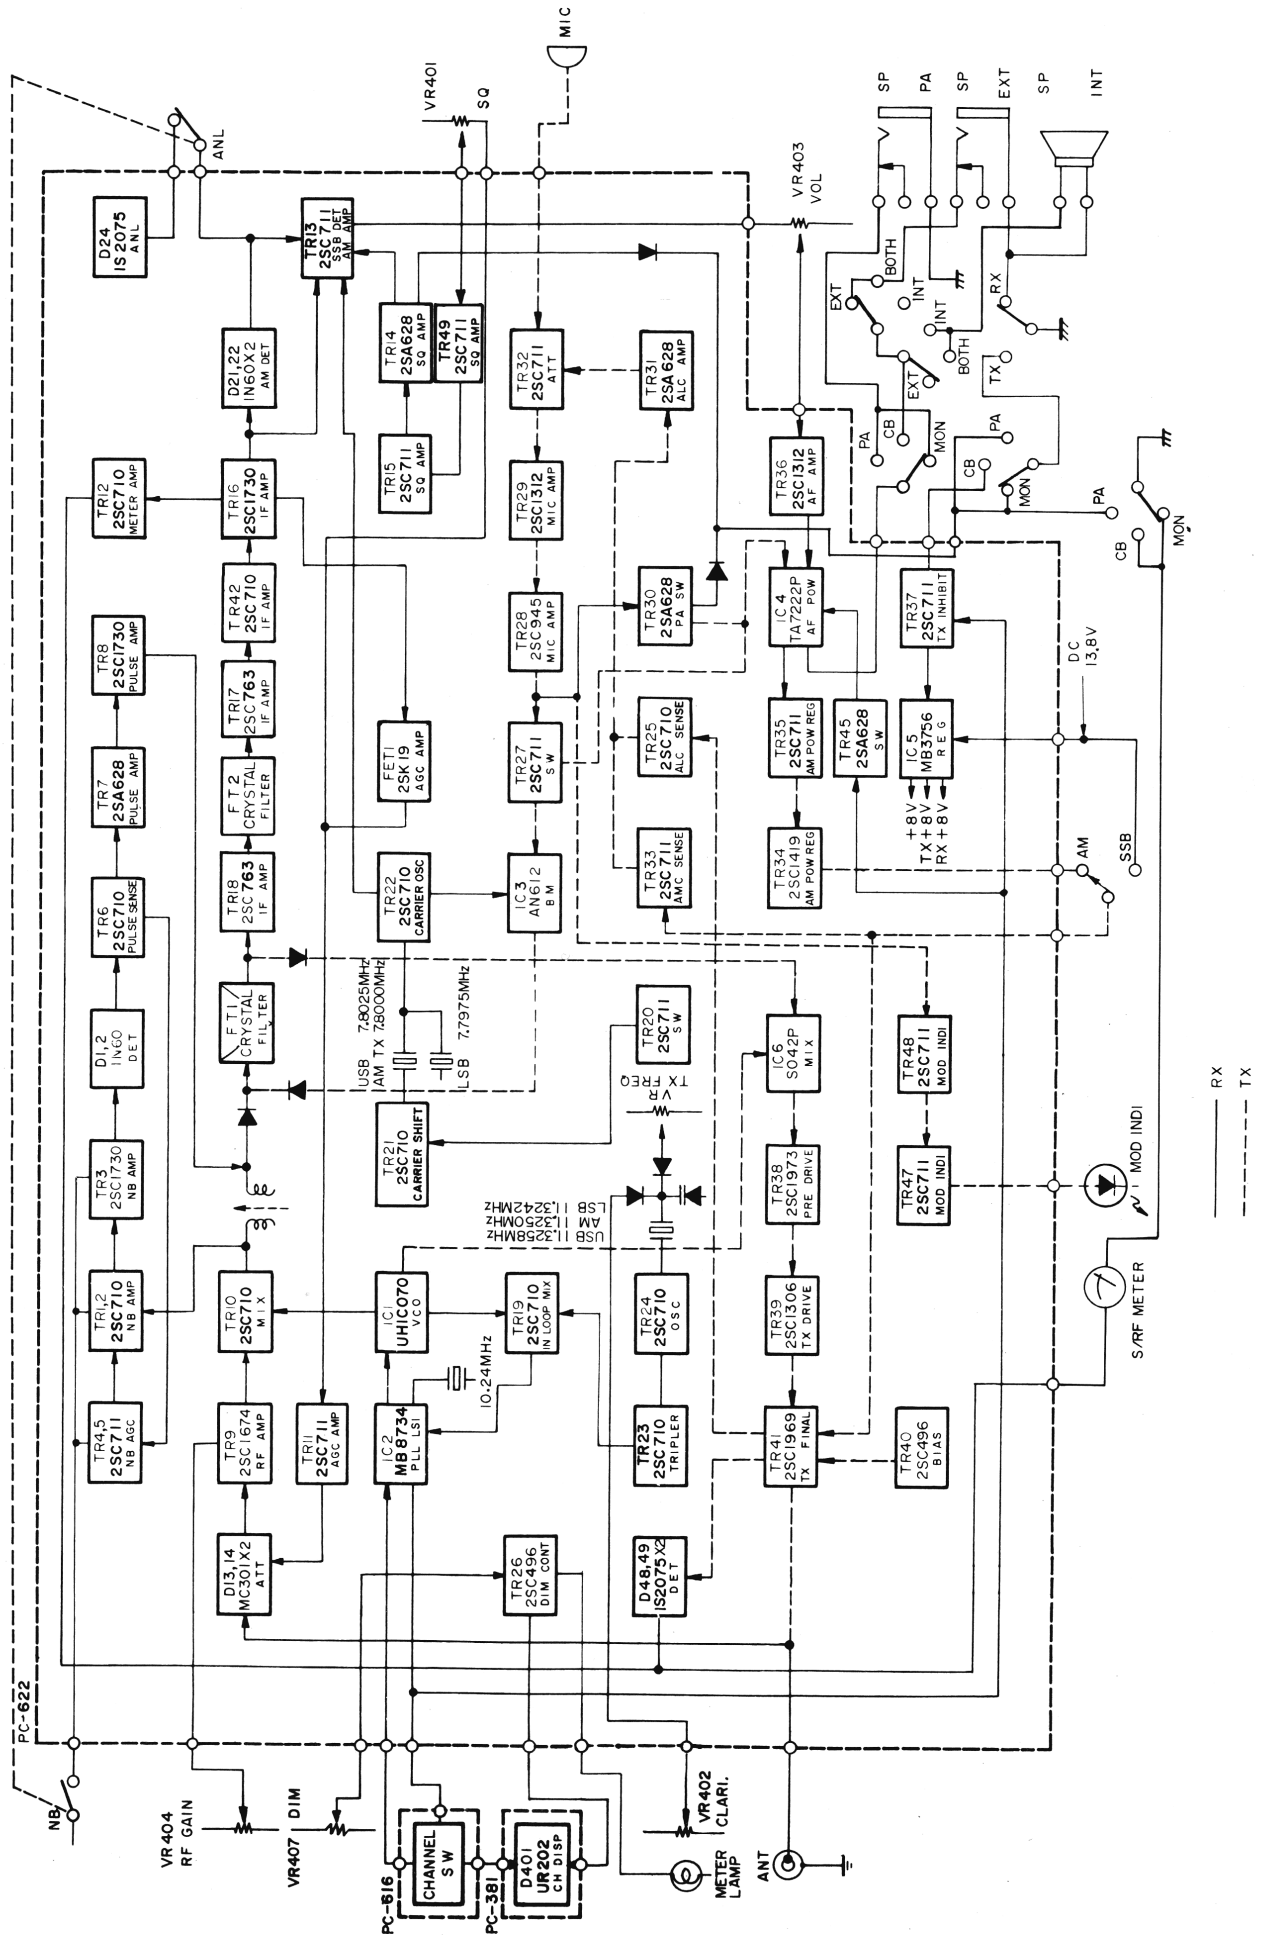 PC-622
NB
VR404
RF GAIN
VR407 DIM
PC-616
CHANNEL
SW
PC-381
D401
UR202
CH DISP
METER
LAMP
VR402
CLARI.
ANT
TR4,5
2SC711
NB AGC
TR1,2
2SC710
NB AMP
TR3
2SC1730
NB AMP
D1,2
1N60
DET
TR6
2SC710
PULSE SENSE
TR7
2SA628
PULSE AMP
TR8
2SC1730
PULSE AMP
TR12
2SC710
METER AMP
D24
1S2075
ANL
ANL
D13,14
MC301X2
ATT
TR9
2SC1674
RF AMP
TR10
2SC710
MIX
FT1
CRYSTAL
FILTER
TR18
2SC763
IF AMP
FT2
CRYSTAL
FILTER
TR17
2SC763
IF AMP
TR42
2SC710
IF AMP
TR16
2SC1730
IF AMP
D21,22
1N60X2
AM DET
TR13
2SC711
SSB DET
AM AMP
TR11
2SC711
AGC AMP
IC2
MB8734
PLL LSI
10.24MHz
IC1
UHIC070
VCO
TR21
2SC710
CARRIER SHIFT
USB 7.8025MHz
AM TX 7.8000MHz
LSB 7.7975MHz
TR22
2SC710
CARRIER OSC
FET1
2SK19
AGC AMP
TR15
2SC711
SQ AMP
TR14
2SA628
SQ AMP
TR49
2SC711
SQ AMP
VR401
SQ
MIC
TR26
2SC496
DIM CONT
TR19
2SC710
IN LOOP MIX
USB 11.3258MHz
AM 11.3250MHz
LSB 11.3242MHz
IC3
AN612
BM
TR27
2SC711
SW
TR28
2SC945
MIC AMP
TR29
2SC1312
MIC AMP
TR32
2SC711
ATT
D48,49
1S2075X2
DET
TR23
2SC710
TRIPLER
TR24
2SC710
OSC
VR
TX FREQ
TR20
2SC711
SW
TR33
2SC711
AMC SENSE
TR25
2SC710
ALC SENSE
TR30
2SA628
PA SW
TR31
2SA628
ALC AMP
TR41
2SC1969
TX FINAL
TR39
2SC1306
TX DRIVE
TR38
2SC1973
PRE DRIVE
IC6
SO42P
MIX
TR34
2SC1419
AM POW REG
TR35
2SC711
AM POW REG
IC4
TA7222P
AF POW
TR36
2SC1312
AF AMP
VR403
VOL
TR45
2SA628
SW
TR40
2SC496
BIAS
TR47
2SC711
MOD INDI
TR48
2SC711
MOD INDI
TX+8V
TX+8V
RX+8V
IC5
MB3756
REG
TR37
2SC711
TX INHIBIT
DC
13.8V
AM
SSB
PA
CB
MON
EXT
BOTH
INT
EXT
INT
BOTH
CB
PA
MON
TX
RX
PA
CB
MON
SP
PA
SP
EXT
SP
INT
S/RF METER
MOD INDI
RX
TX